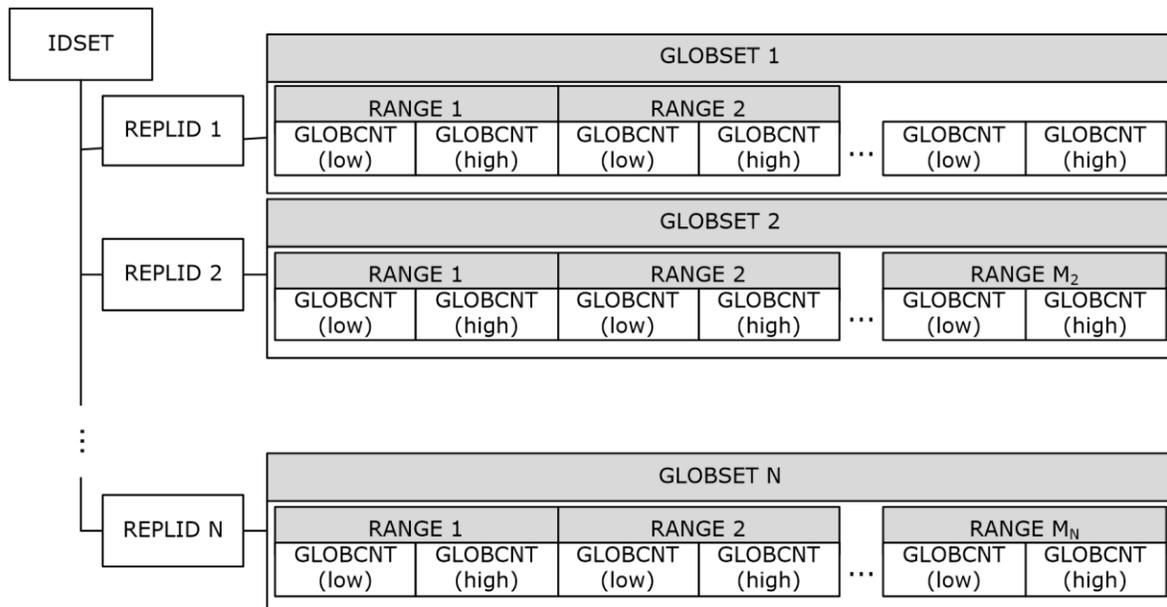 IDSET
GLOBSET 1
REPLID 1
RANGE 1 RANGE 2
GLOBCNT GLOBCNT GLOBCNT GLOBCNT GLOBCNT GLOBCNT
(low) (high) (low) (high) ... (low) (high)
GLOBSET 2
REPLID 2
RANGE 1 RANGE 2 RANGE M₂
GLOBCNT GLOBCNT GLOBCNT GLOBCNT GLOBCNT GLOBCNT
(low) (high) (low) (high) ... (low) (high)
...
GLOBSET N
REPLID N
RANGE 1 RANGE 2 RANGE Mɴ
GLOBCNT GLOBCNT GLOBCNT GLOBCNT GLOBCNT GLOBCNT
(low) (high) (low) (high) ... (low) (high)